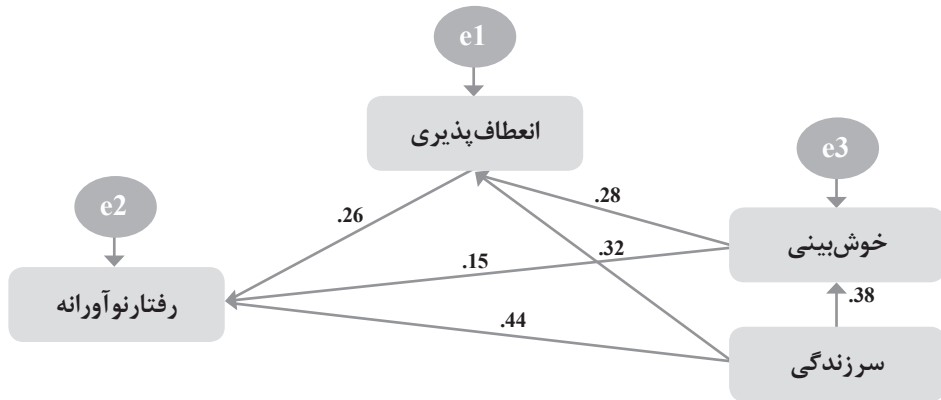 e1
انعطاف‌پذیری
e3
e2
.28
خوش‌بینی
.26
.32
.15
رفتارنوآورانه
.38
.44
سرزندگی